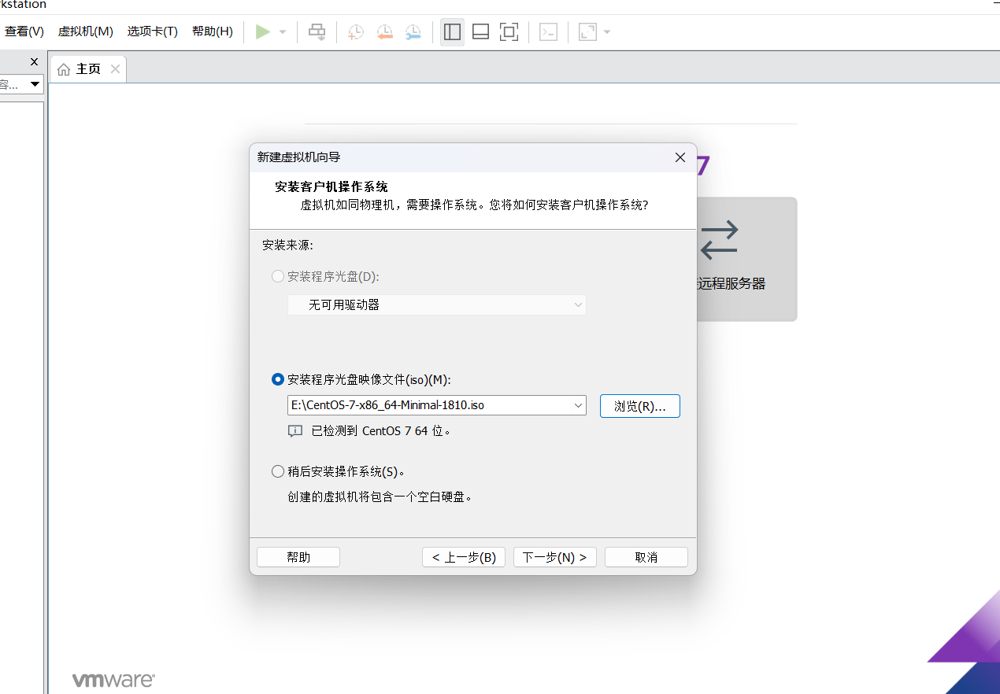 rkstation
查看(V) 虚拟机(M) 选项卡(T) 帮助(H)
主页
容...
7
新建虚拟机向导
安装客户机操作系统
虚拟机如同物理机，需要操作系统。您将如何安装客户机操作系统?
安装来源:
安装程序光盘(D):
无可用驱动器
远程服务器
安装程序光盘映像文件(iso)(M):
E:\CentOS-7-x86_64-Minimal-1810.iso
浏览(R)...
已检测到 CentOS 7 64 位。
稍后安装操作系统(S)。
创建的虚拟机将包含一个空白硬盘。
帮助 < 上一步(B) 下一步(N) > 取消
vmware